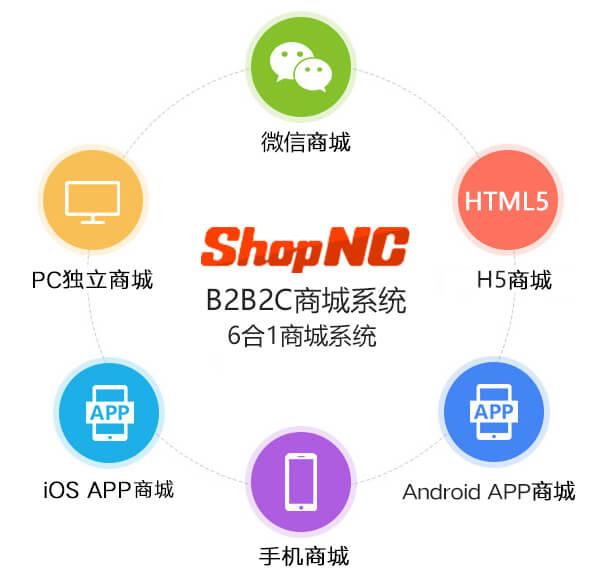 微信商城
HTML5
PC独立商城
H5商城
ShopNC
B2B2C商城系统
6合1商城系统
APP
APP
iOS APP商城
Android APP商城
手机商城